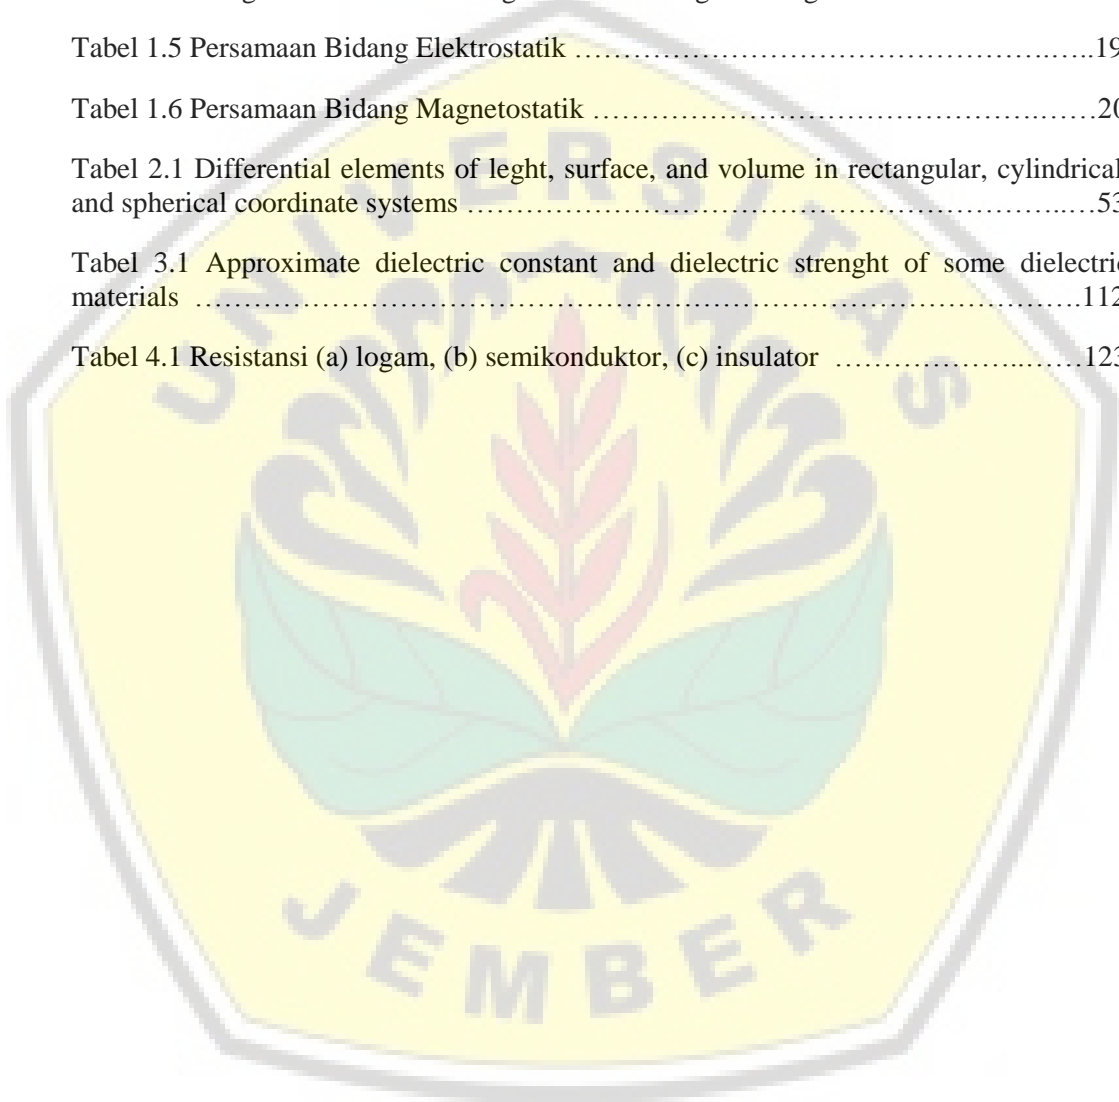 Tabel 1.5 Persamaan Bidang Elektrostatik ……………………………………………….…..19
Tabel 1.6 Persamaan Bidang Magnetostatik ………………………………………….……20
Tabel 2.1 Differential elements of leght, surface, and volume in rectangular, cylindrical
and spherical coordinate systems …………………………………………………………..…53
Tabel 3.1 Approximate dielectric constant and dielectric strenght of some dielectric
materials ……………………………………………………………………………….…….112
Tabel 4.1 Resistansi (a) logam, (b) semikonduktor, (c) insulator ………………..……123
UNIVERSITAS
JEMBER